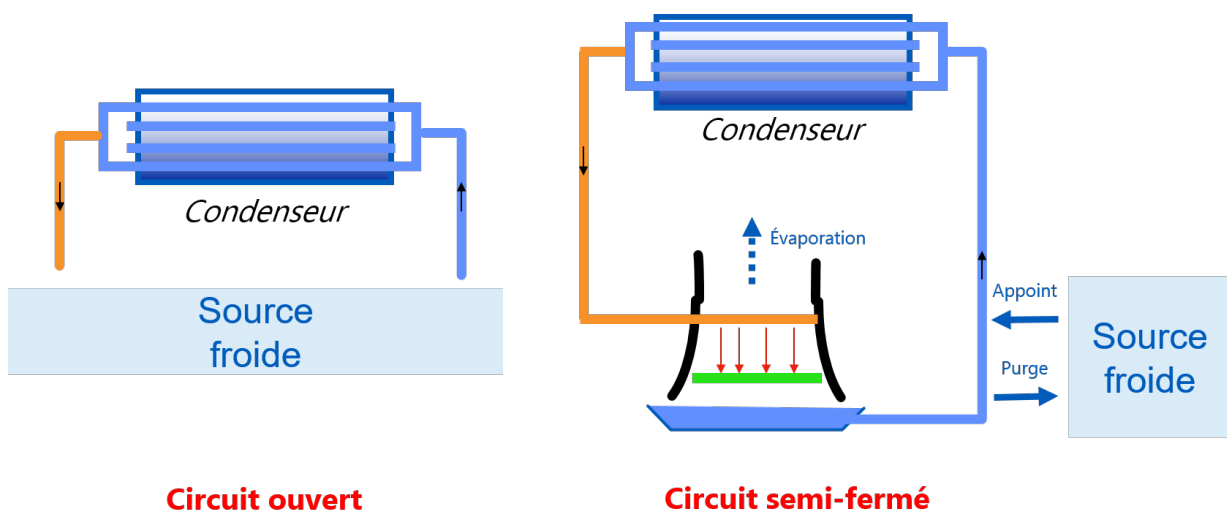 Condenseur
Source
froide
Circuit ouvert
Condenseur
Évaporation
Appoint
Purge
Source
froide
Circuit semi-fermé